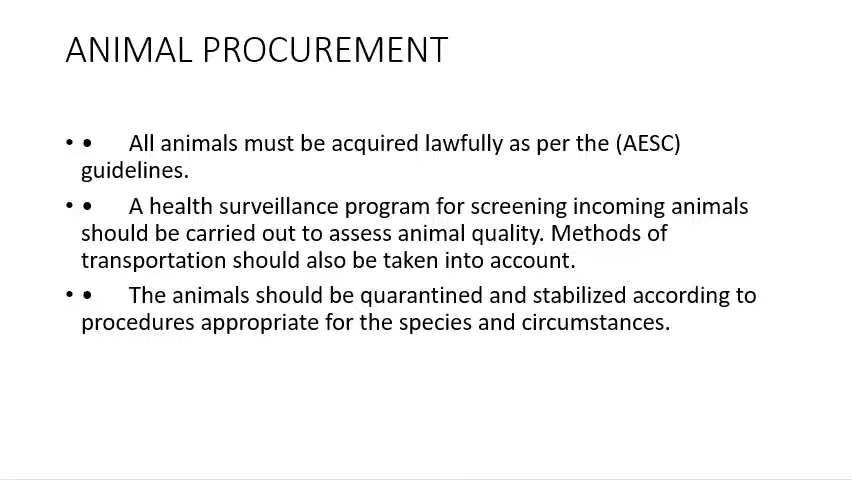 ANIMAL PROCUREMENT
• • All animals must be acquired lawfully as per the (AESC)
guidelines.
• • A health surveillance program for screening incoming animals
should be carried out to assess animal quality. Methods of
transportation should also be taken into account.
• • The animals should be quarantined and stabilized according to
procedures appropriate for the species and circumstances.